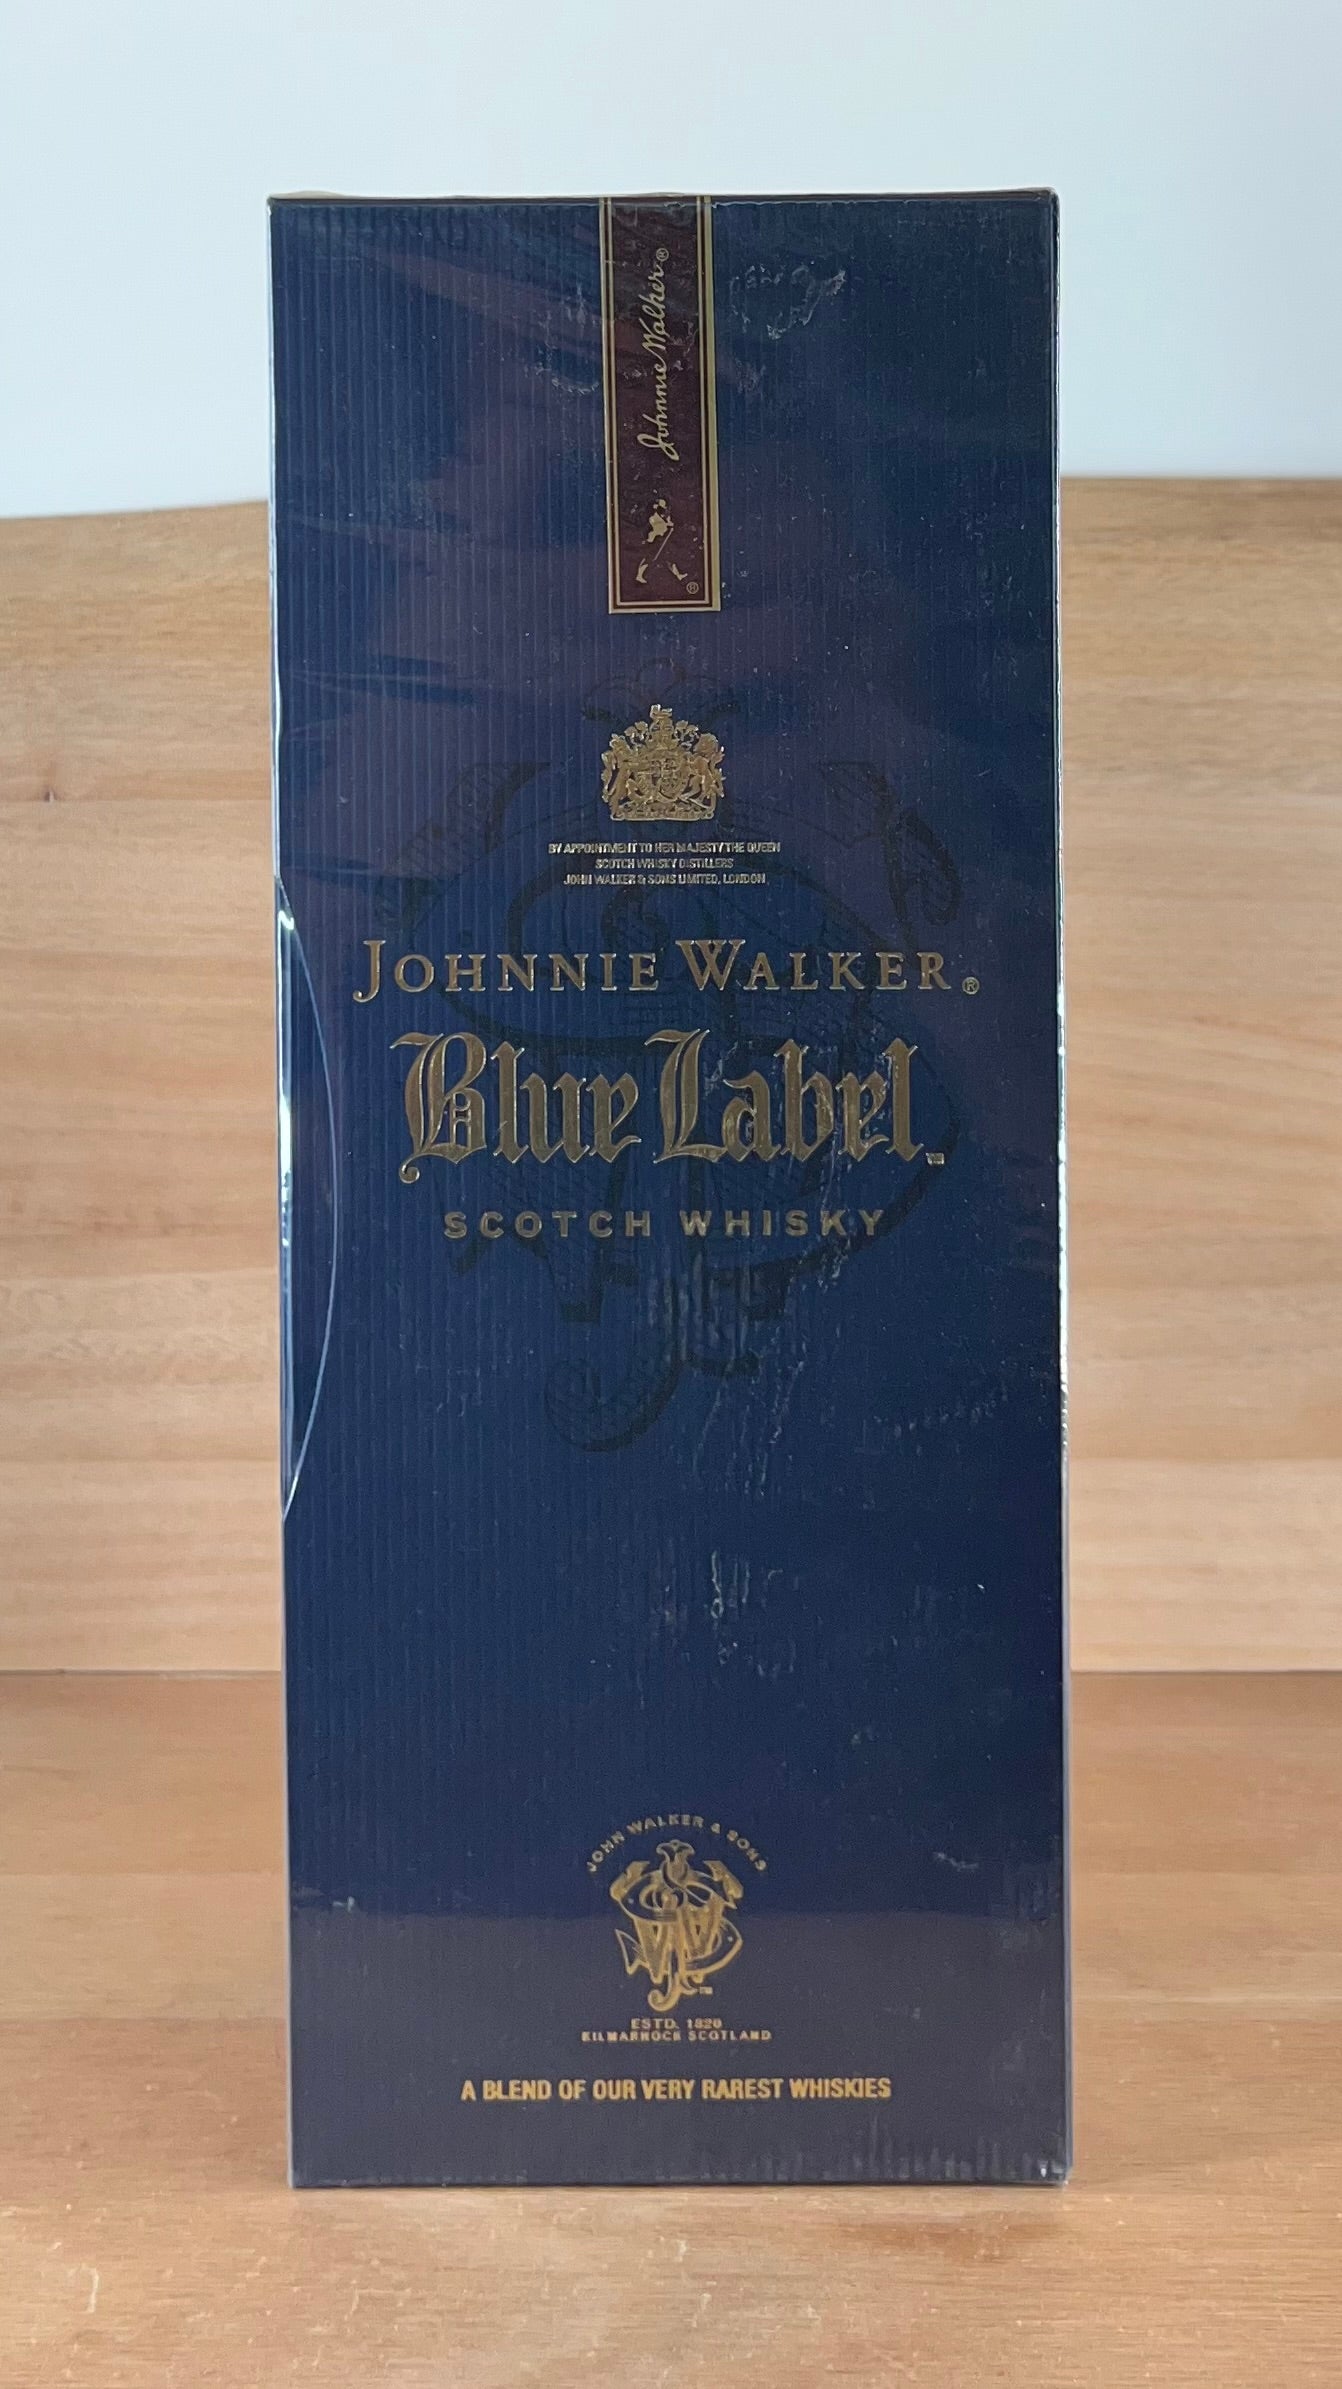 Johnnie Walker®
®
BY APPOINTMENT TO HER MAJESTY THE QUEEN
SCOTCH WHISKY DISTILLERS
JOHN WALKER & SONS LIMITED, LONDON
JOHNNIE WALKER®
Blue Label™
SCOTCH WHISKY
JOHN WALKER & SONS
ESTD. 1820
KILMARNOCK SCOTLAND
A BLEND OF OUR VERY RAREST WHISKIES